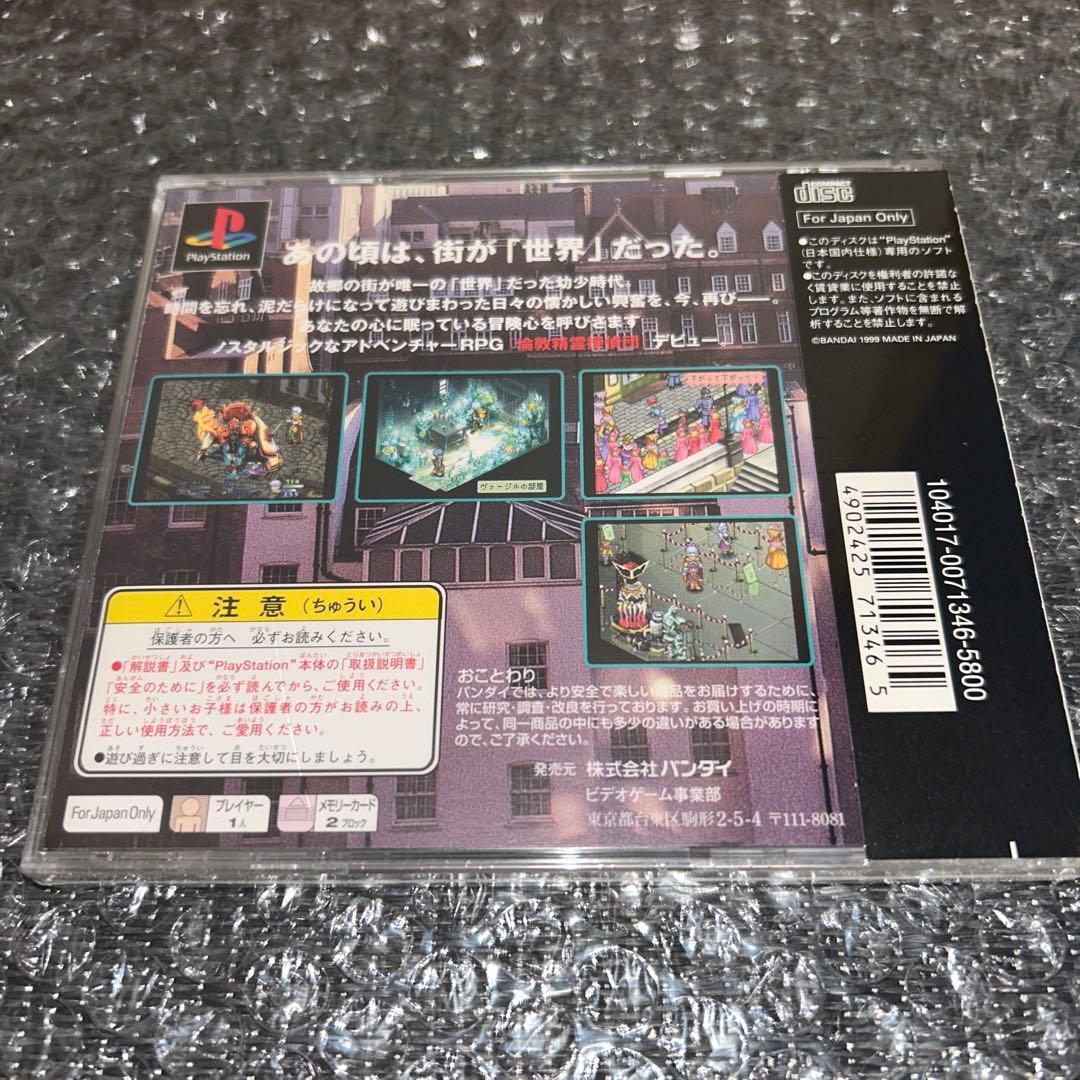 PlayStation
あの頃は、街が「世界」だった。
故郷の街が唯一の「世界」だった幼少時代。
時間を忘れ、泥だらけになって遊びまわった日々の懐かしい興奮を、今、再び──。
あなたの心に眠っている冒険心を呼びさます
ノスタルジックなアドベンチャーRPG「倫敦精霊探偵団」デビュー。
下がって下がって!
ヴァージルの部屋
COMPACT
disc
For Japan Only
●このディスクは“PlayStation”
(日本国内仕様)専用のソフト
です。
●このディスクを権利者の許諾な
く賃貸業に使用することを禁止
します。また、ソフトに含まれる
プログラム等著作物を無断で解
析することを禁止します。
©BANDAI 1999 MADE IN JAPAN
104017-0071346-5800
4902425 71346 5
注意(ちゅうい)
保護者の方へ 必ずお読みください。
●「解説書」及び“PlayStation”本体の「取扱説明書」
「安全のために」を必ず読んでから、ご使用ください。
特に、小さいお子様は保護者の方がお読みの上、
正しい使用方法で、ご愛用ください。
●遊び過ぎに注意して目を大切にしましょう。
おことわり
バンダイでは、より安全で楽しい商品をお届けするために、
常に研究・調査・改良を行っております。お買い上げの時期に
よって、同一商品の中にも多少の違いがある場合があります
ので、ご了承ください。
発売元 株式会社バンダイ
ビデオゲーム事業部
東京都台東区駒形2-5-4 〒111-8081
For Japan Only
プレイヤー
1人
メモリーカード
2ブロック